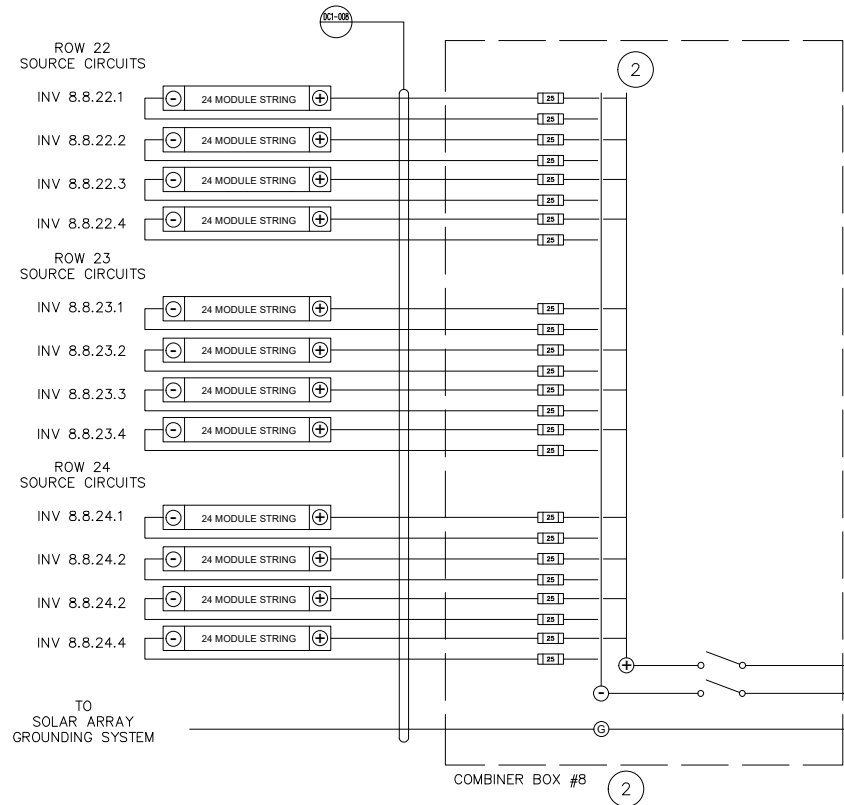 DC1-008
ROW 22
SOURCE CIRCUITS
2
INV 8.8.22.1 - 24 MODULE STRING + 25
25
INV 8.8.22.2 - 24 MODULE STRING + 25
25
INV 8.8.22.3 - 24 MODULE STRING + 25
25
INV 8.8.22.4 - 24 MODULE STRING + 25
25
ROW 23
SOURCE CIRCUITS
INV 8.8.23.1 - 24 MODULE STRING + 25
25
INV 8.8.23.2 - 24 MODULE STRING + 25
25
INV 8.8.23.3 - 24 MODULE STRING + 25
25
INV 8.8.23.4 - 24 MODULE STRING + 25
25
ROW 24
SOURCE CIRCUITS
INV 8.8.24.1 - 24 MODULE STRING + 25
25
INV 8.8.24.2 - 24 MODULE STRING + 25
25
INV 8.8.24.2 - 24 MODULE STRING + 25
25
INV 8.8.24.4 - 24 MODULE STRING + 25
25
+
-
TO
SOLAR ARRAY
GROUNDING SYSTEM
G
COMBINER BOX #8
2